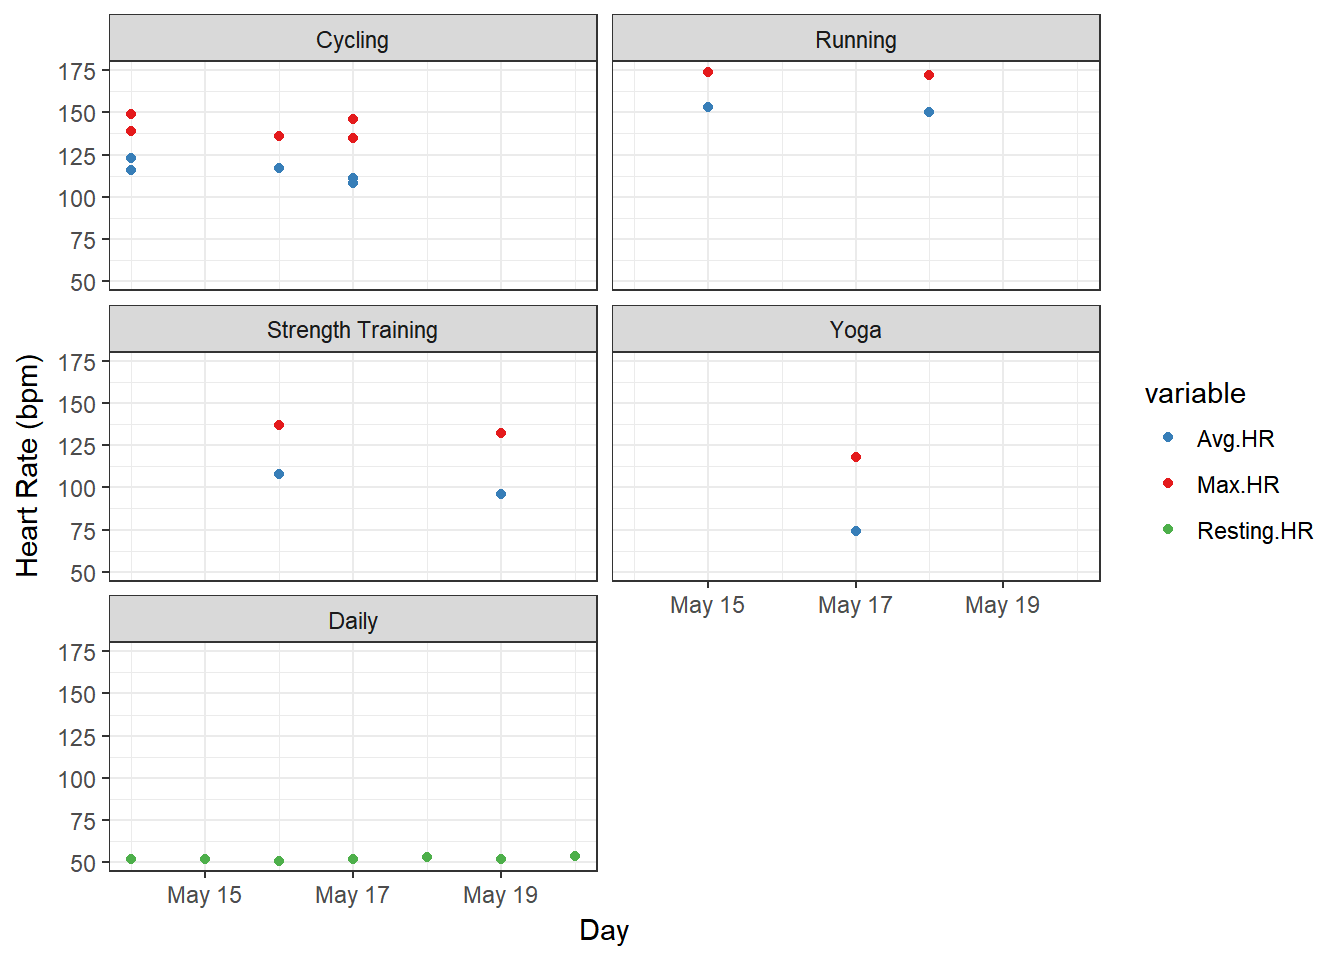 Cycling
Running
175
150
125
100
75
50
Strength Training
Yoga
175
150
125
100
75
50
May 15 May 17 May 19
Daily
175
150
125
100
75
50
May 15 May 17 May 19
Day
Heart Rate (bpm)
variable
Avg.HR
Max.HR
Resting.HR